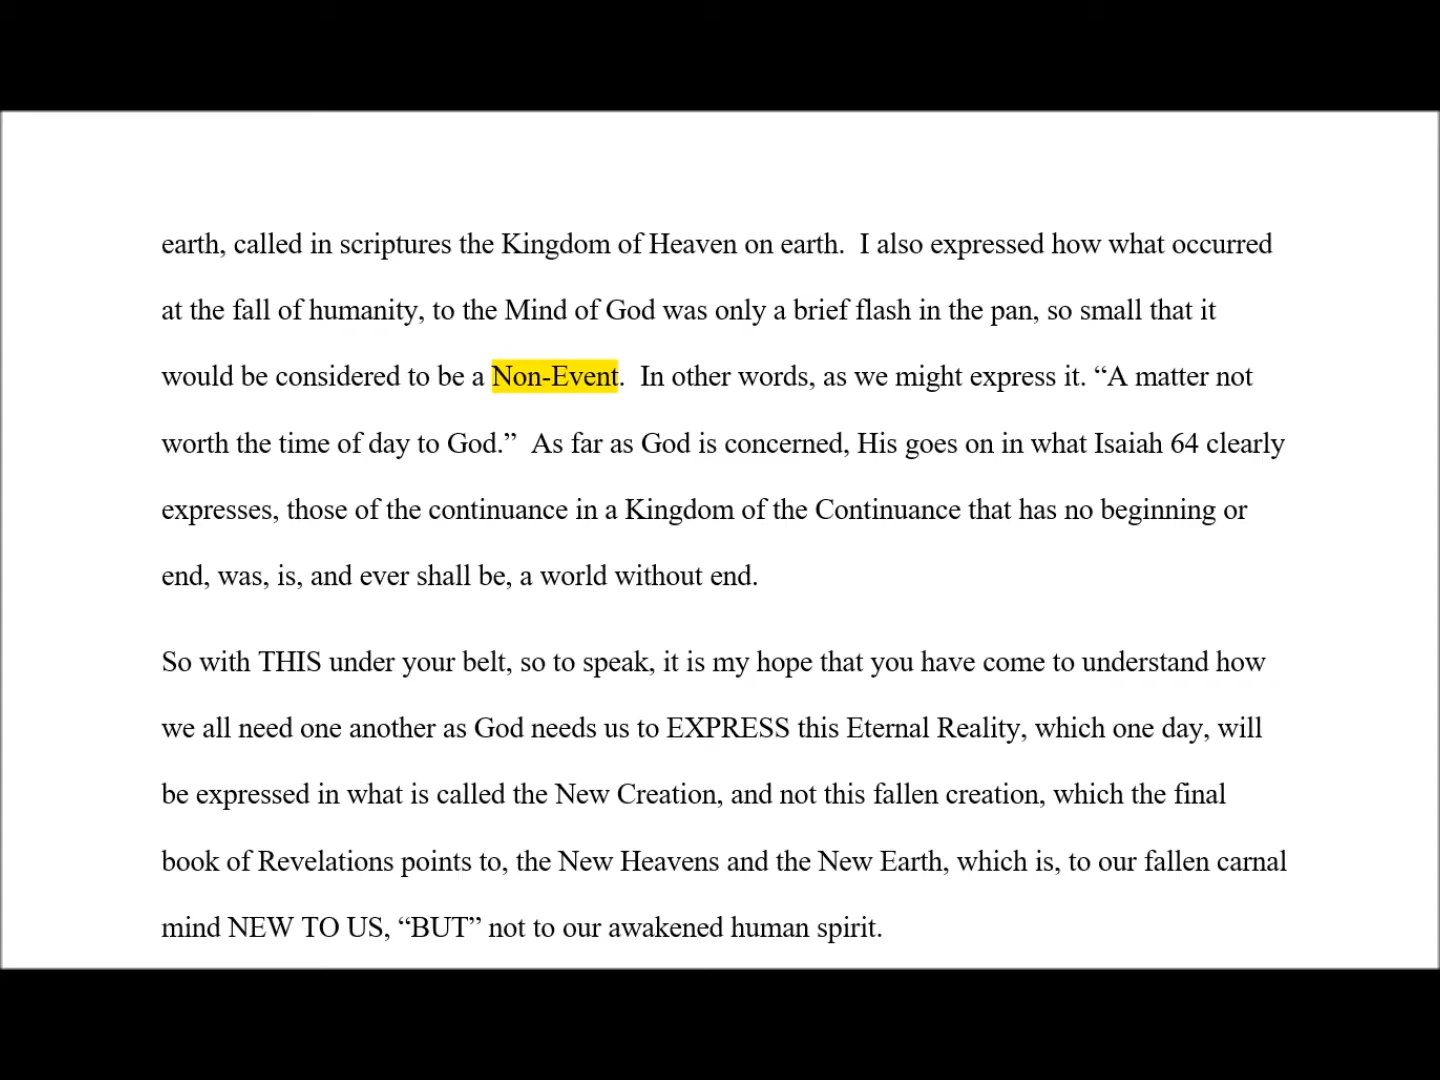 earth, called in scriptures the Kingdom of Heaven on earth.  I also expressed how what occurred
at the fall of humanity, to the Mind of God was only a brief flash in the pan, so small that it
would be considered to be a Non-Event.  In other words, as we might express it. “A matter not
worth the time of day to God.”  As far as God is concerned, His goes on in what Isaiah 64 clearly
expresses, those of the continuance in a Kingdom of the Continuance that has no beginning or
end, was, is, and ever shall be, a world without end.
So with THIS under your belt, so to speak, it is my hope that you have come to understand how
we all need one another as God needs us to EXPRESS this Eternal Reality, which one day, will
be expressed in what is called the New Creation, and not this fallen creation, which the final
book of Revelations points to, the New Heavens and the New Earth, which is, to our fallen carnal
mind NEW TO US, “BUT” not to our awakened human spirit.